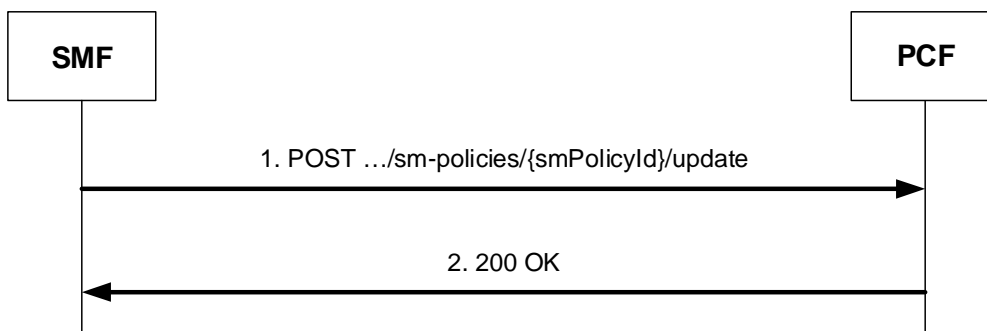 SMF
PCF
1. POST …/sm-policies/{smPolicyId}/update
2. 200 OK